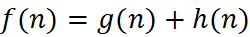 f(n) = g(n) + h(n)